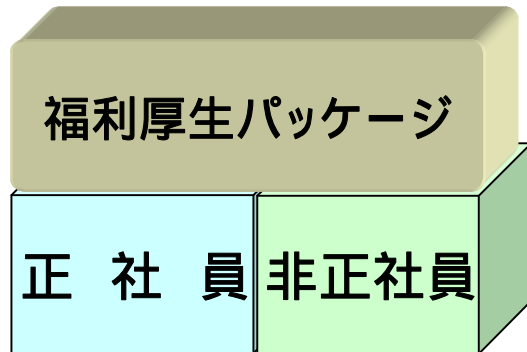 福利厚生パッケージ
正 社 員
非正社員